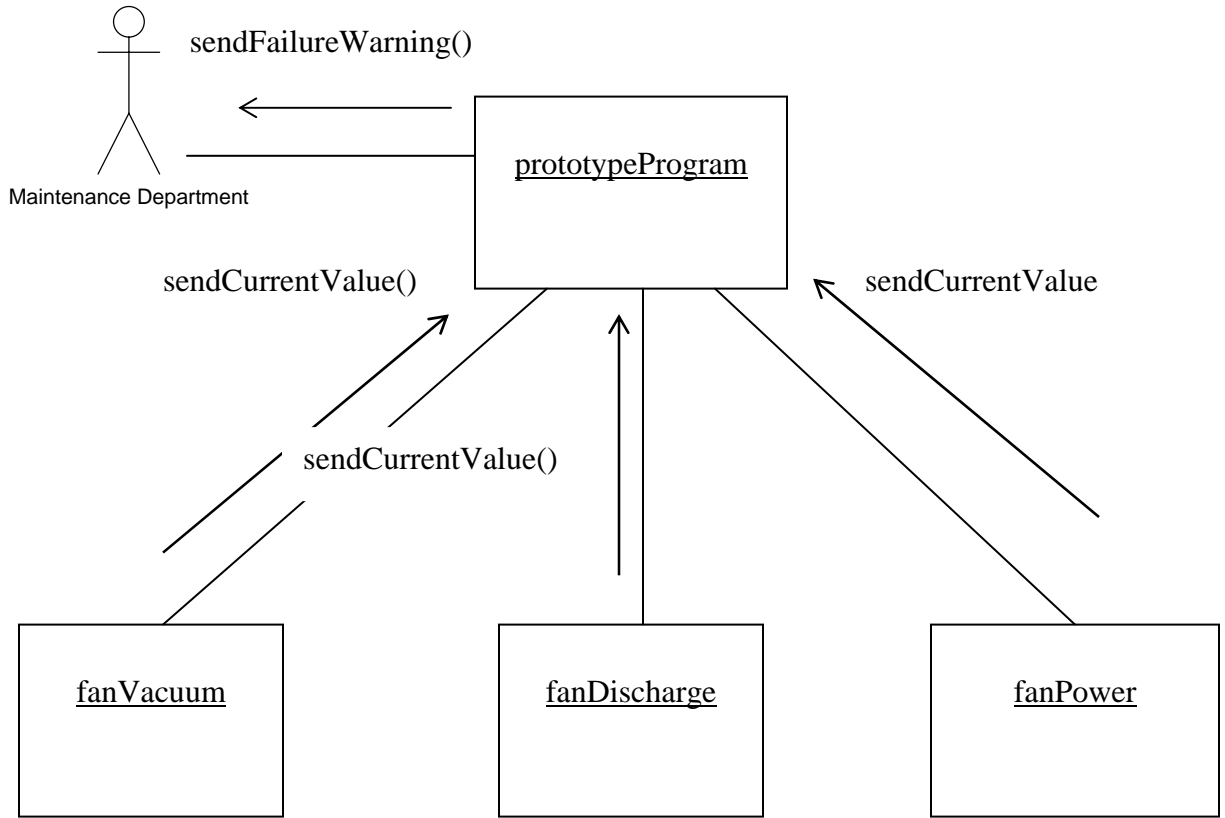 sendFailureWarning()
prototypeProgram
Maintenance Department
sendCurrentValue()
sendCurrentValue
sendCurrentValue()
fanVacuum
fanDischarge
fanPower